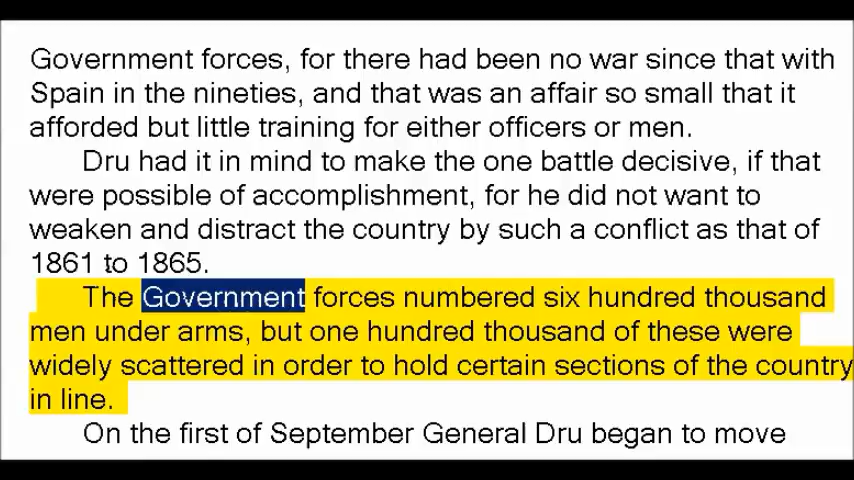 Government forces, for there had been no war since that with
Spain in the nineties, and that was an affair so small that it
afforded but little training for either officers or men.
Dru had it in mind to make the one battle decisive, if that
were possible of accomplishment, for he did not want to
weaken and distract the country by such a conflict as that of
1861 to 1865.
The Government forces numbered six hundred thousand
men under arms, but one hundred thousand of these were
widely scattered in order to hold certain sections of the country
in line.
On the first of September General Dru began to move